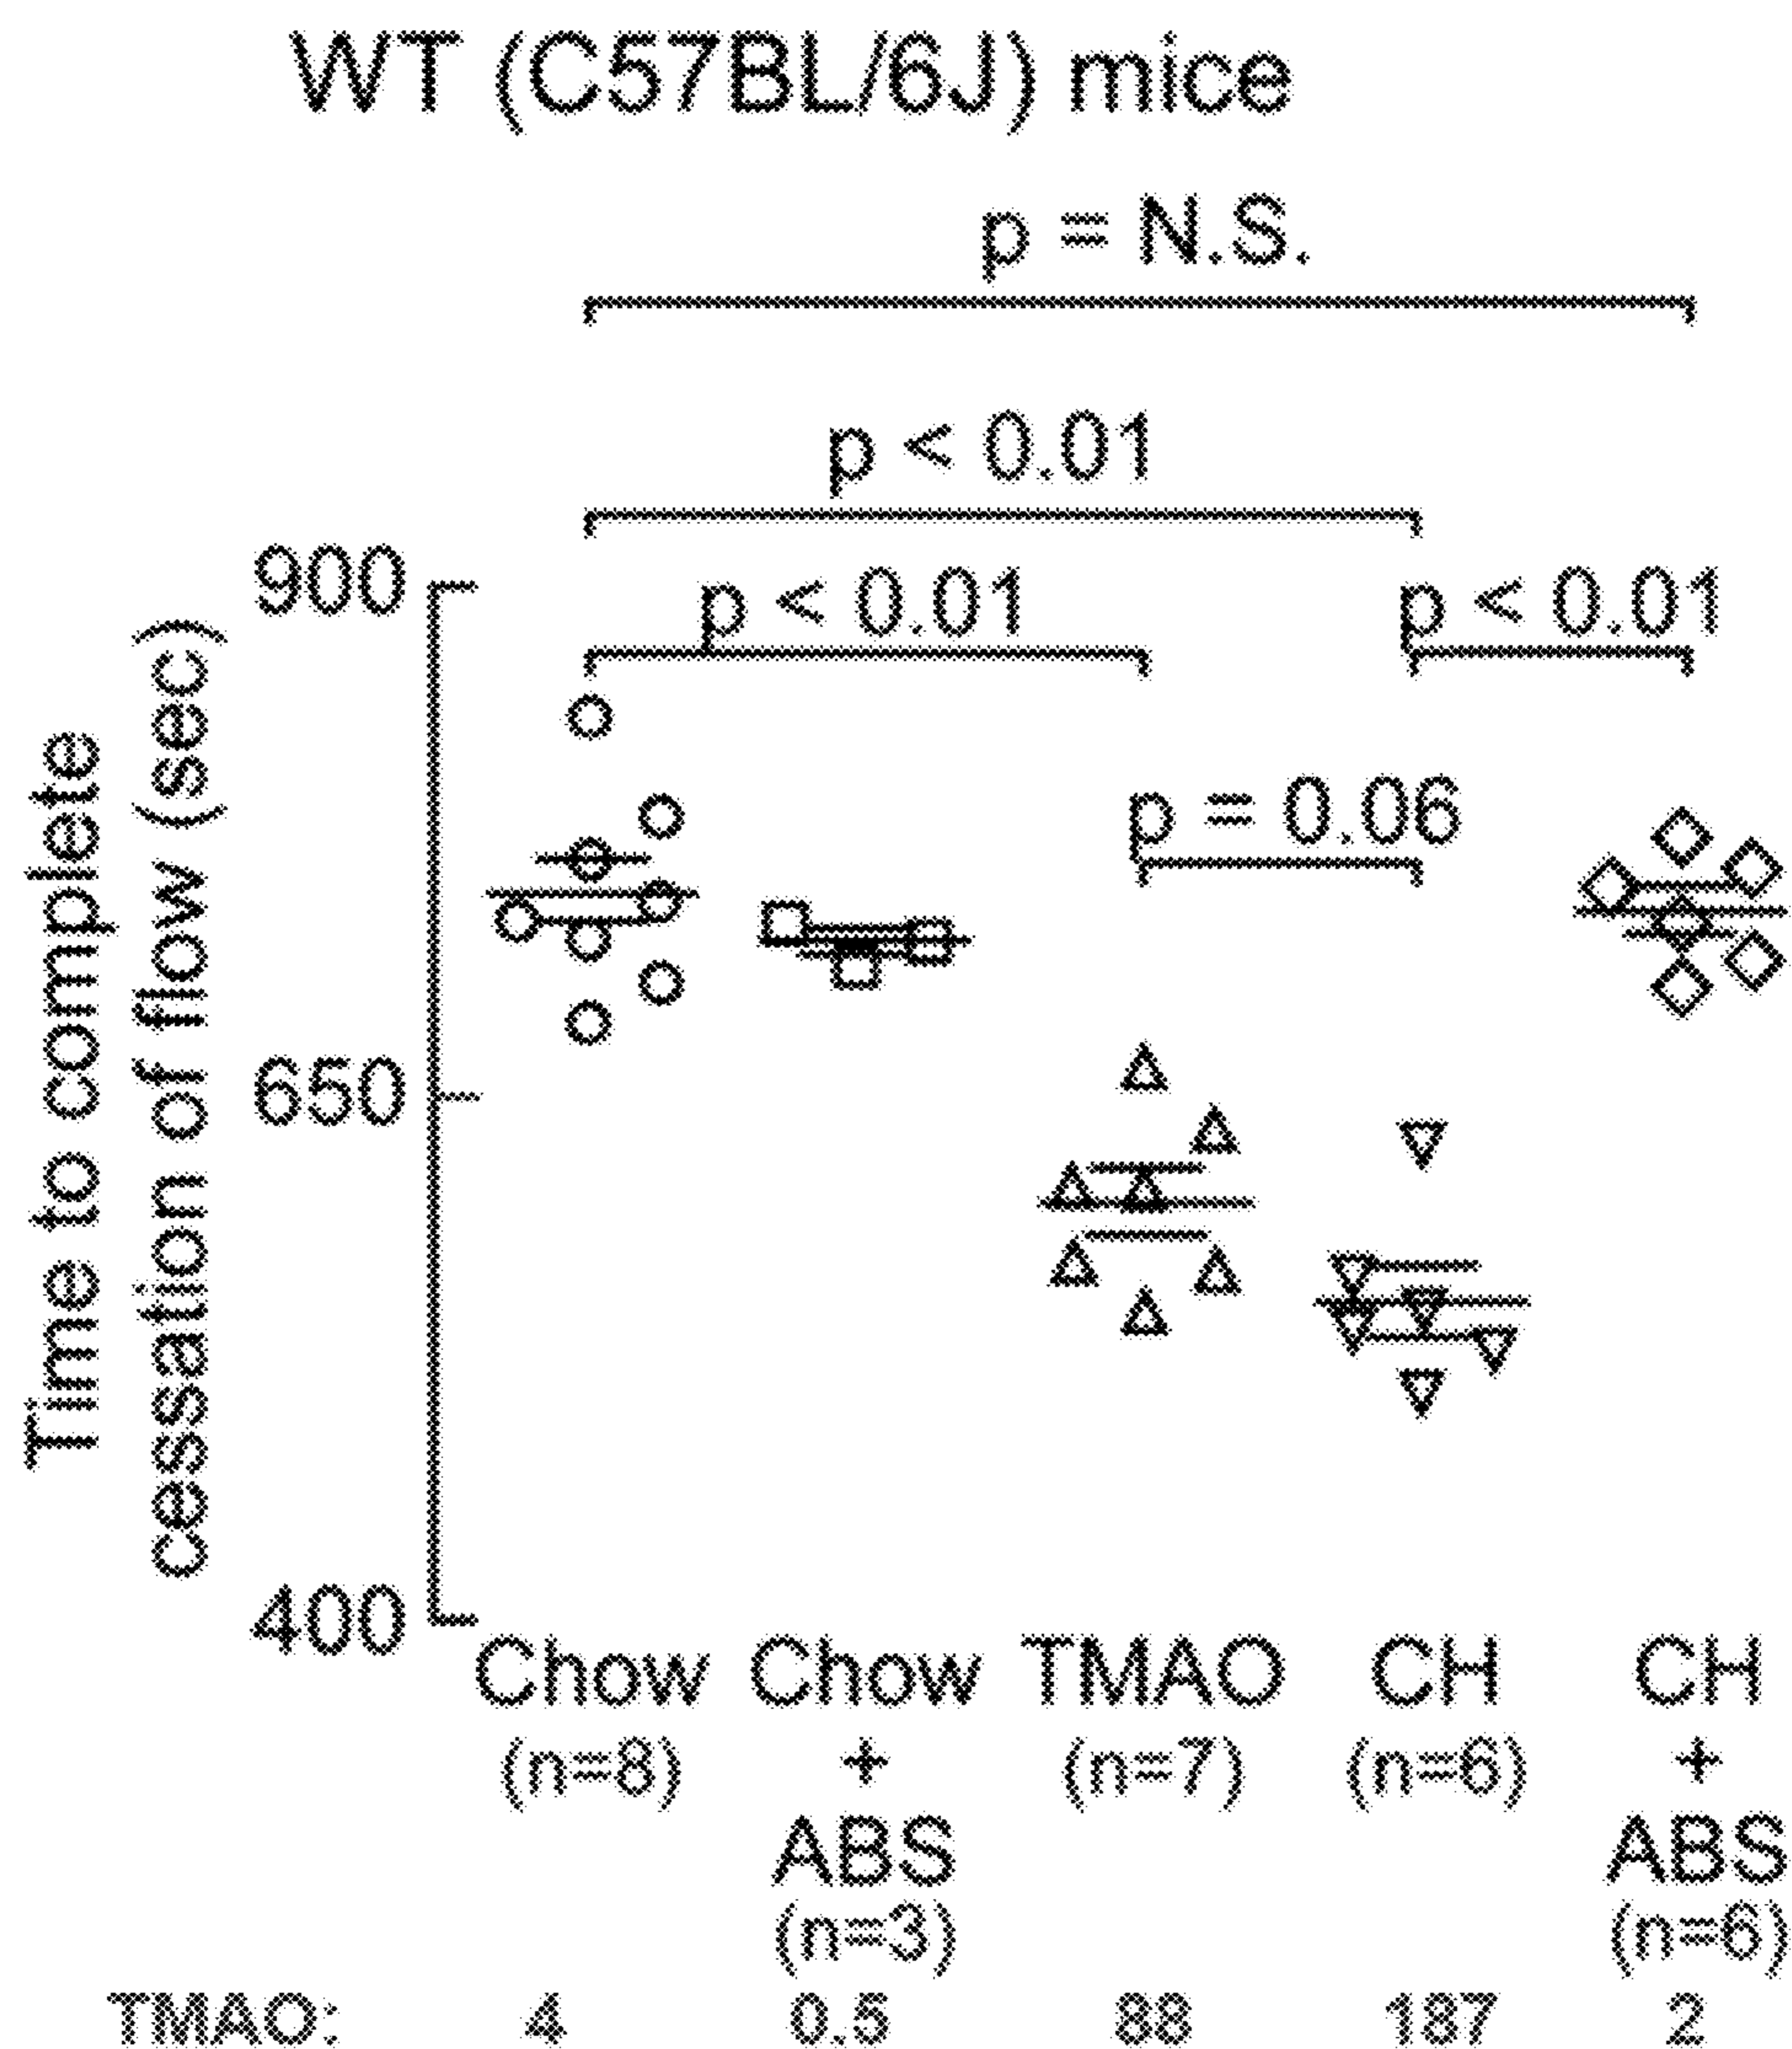 WT (C57BL/6J) mice
p = N.S.
p < 0.01
p < 0.01
p < 0.01
p = 0.06
Time to complete
cessation of flow (sec)
900
650
400
Chow
(n=8)
Chow
+
ABS
(n=3)
TMAO
(n=7)
CH
(n=6)
CH
+
ABS
(n=6)
TMAO: 4 0.5 88 187 2